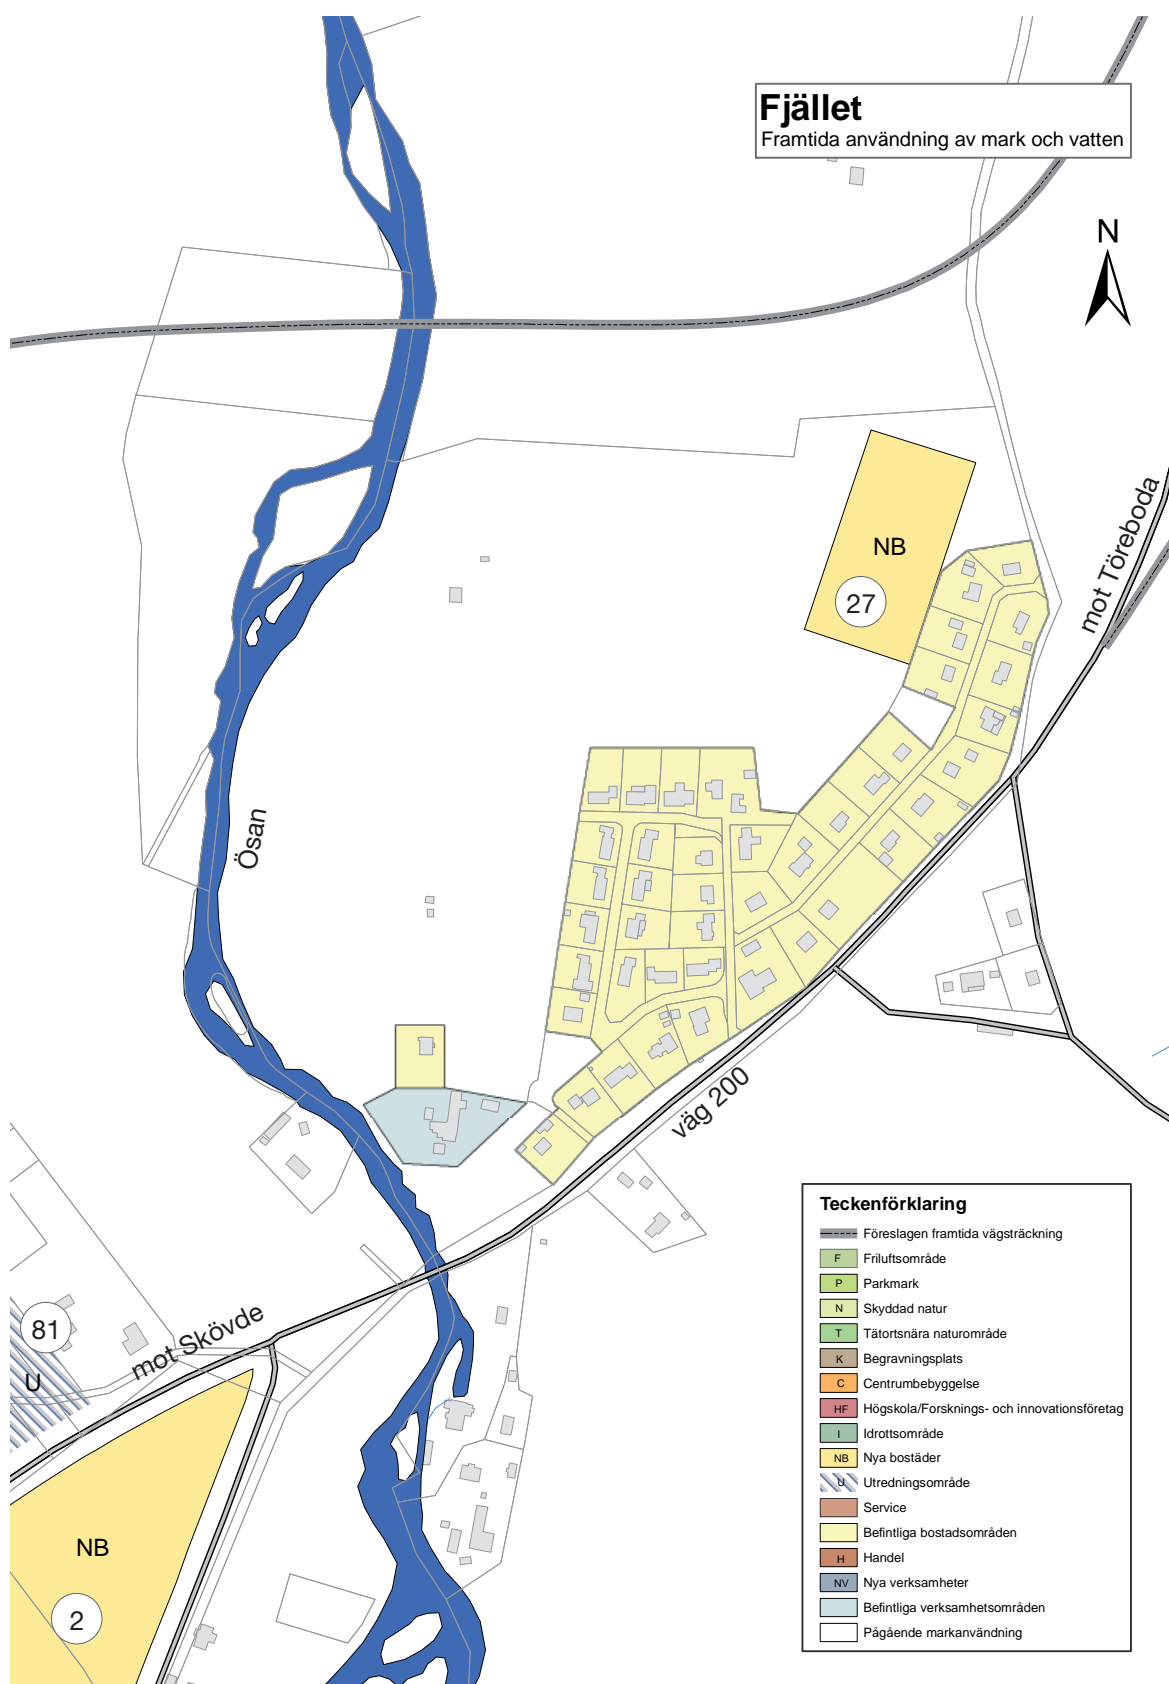 Fjället
Framtida användning av mark och vatten
N
mot Töreboda
NB
27
Ösan
väg 200
mot Skövde
81
U
NB
2
Teckenförklaring
Föreslagen framtida vägsträckning
F Friluftsområde
P Parkmark
N Skyddad natur
T Tätortsnära naturområde
K Begravningsplats
C Centrumbebyggelse
HF Högskola/Forsknings- och innovationsföretag
I Idrottsområde
NB Nya bostäder
U Utredningsområde
Service
Befintliga bostadsområden
H Handel
NV Nya verksamheter
Befintliga verksamhetsområden
Pågående markanvändning